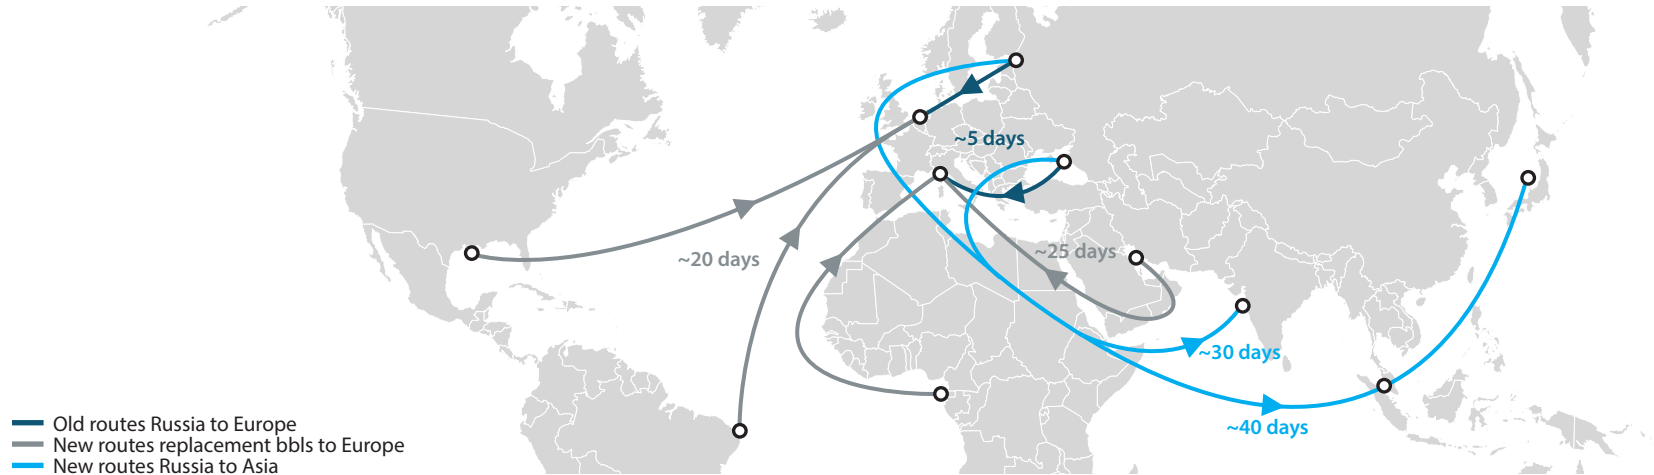 ~5 days
~20 days
~25 days
~30 days
~40 days
Old routes Russia to Europe
New routes replacement bbls to Europe
New routes Russia to Asia